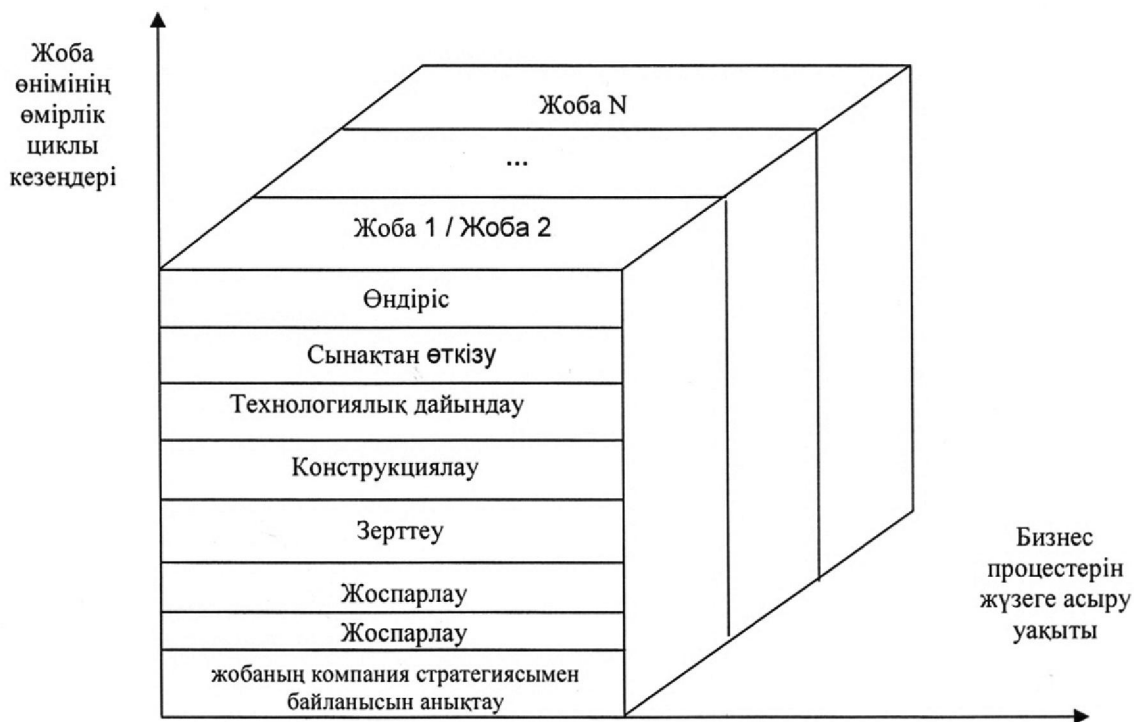 Жоба
өнімінің
өмірлік
циклы
кезеңдері
Жоба N
...
Жоба 1 / Жоба 2
Өндіріс
Сынақтан өткізу
Технологиялық дайындау
Конструкциялау
Зерттеу
Жоспарлау
Жоспарлау
жобаның компания стратегиясымен
байланысын анықтау
Бизнес
процестерін
жүзеге асыру
уақыты